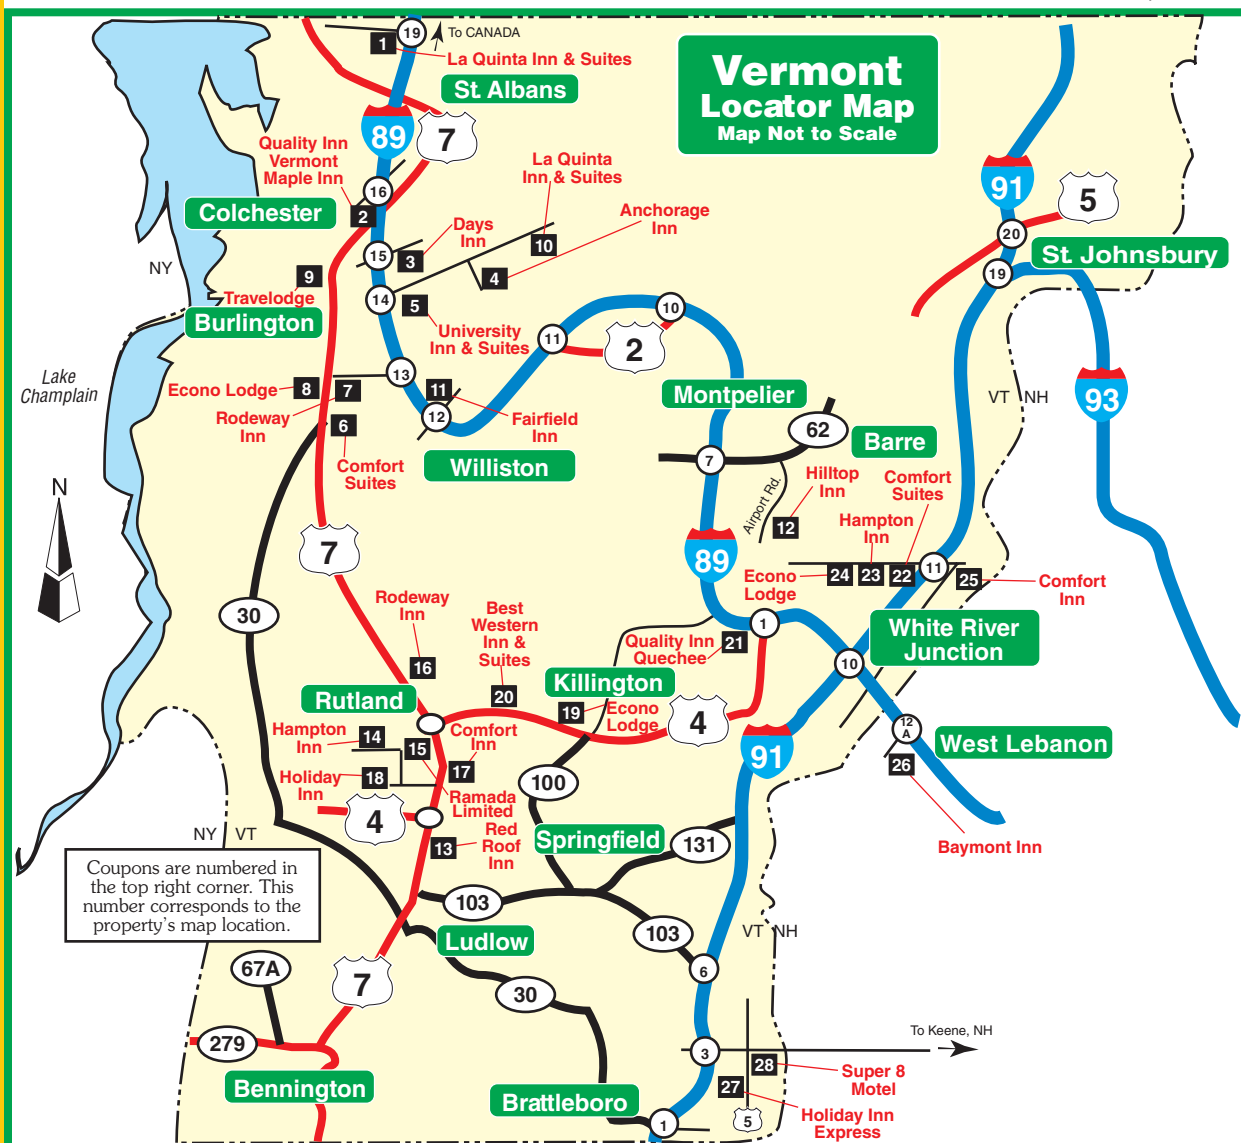 Vermont
Locator Map
Map Not to Scale
19
To CANADA
1
La Quinta Inn & Suites
St. Albans
89
7
Quality Inn
Vermont
Maple Inn
16
2
Colchester
La Quinta
Inn & Suites
10
Anchorage
Inn
4
Days
Inn
3
15
91
5
20
St. Johnsbury
19
NY
9
Travelodge
Burlington
14
5
University
Inn & Suites
11
10
2
Lake
Champlain
13
Econo Lodge
8
7
Rodeway
Inn
6
Comfort
Suites
11
12
Fairfield
Inn
Williston
Montpelier
VT
NH
93
62
Barre
7
Airport Rd.
Hilltop
Inn
12
Comfort
Suites
Hampton
Inn
N
7
89
Econo
Lodge
24
23
22
11
25
Comfort
Inn
30
Rodeway
Inn
16
Best
Western
Inn &
Suites
20
Quality Inn
Quechee
21
1
White River
Junction
10
Killington
19
Econo
Lodge
4
Rutland
Hampton
Inn
14
15
Comfort
Inn
17
Holiday
Inn
18
Ramada
Limited
4
Red
Roof
Inn
13
100
91
12
A
West Lebanon
26
Baymont Inn
NY
VT
Springfield
131
Coupons are numbered in
the top right corner. This
number corresponds to the
property's map location.
103
103
Ludlow
VT
NH
67A
7
30
6
279
Bennington
3
To Keene, NH
28
Super 8
Motel
27
Holiday Inn
Express
Brattleboro
1
5